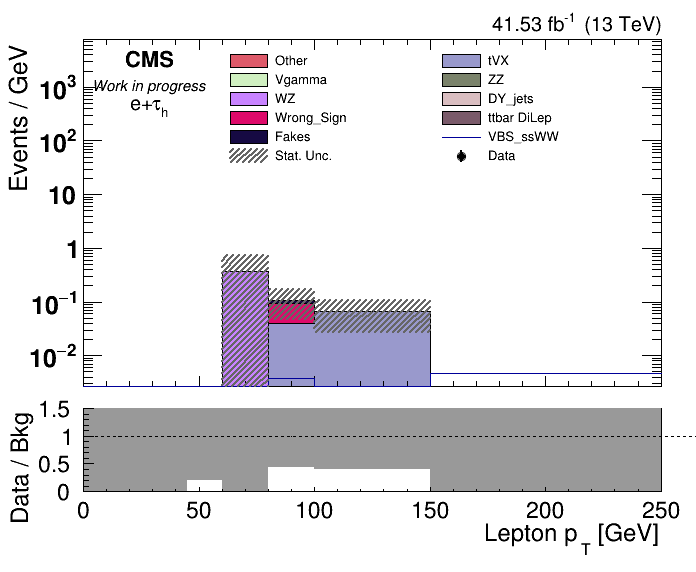 41.53 fb⁻¹ (13 TeV)
CMS
Work in progress
e+τh
Other
Vgamma
WZ
Wrong_Sign
Fakes
Stat. Unc.
tVX
ZZ
DY_jets
ttbar DiLep
VBS_ssWW
Data
Events / GeV
10³
10²
10
1
10⁻¹
10⁻²
Data / Bkg
1.5
1
0.5
0
0 50 100 150 200 250
Lepton p_T [GeV]